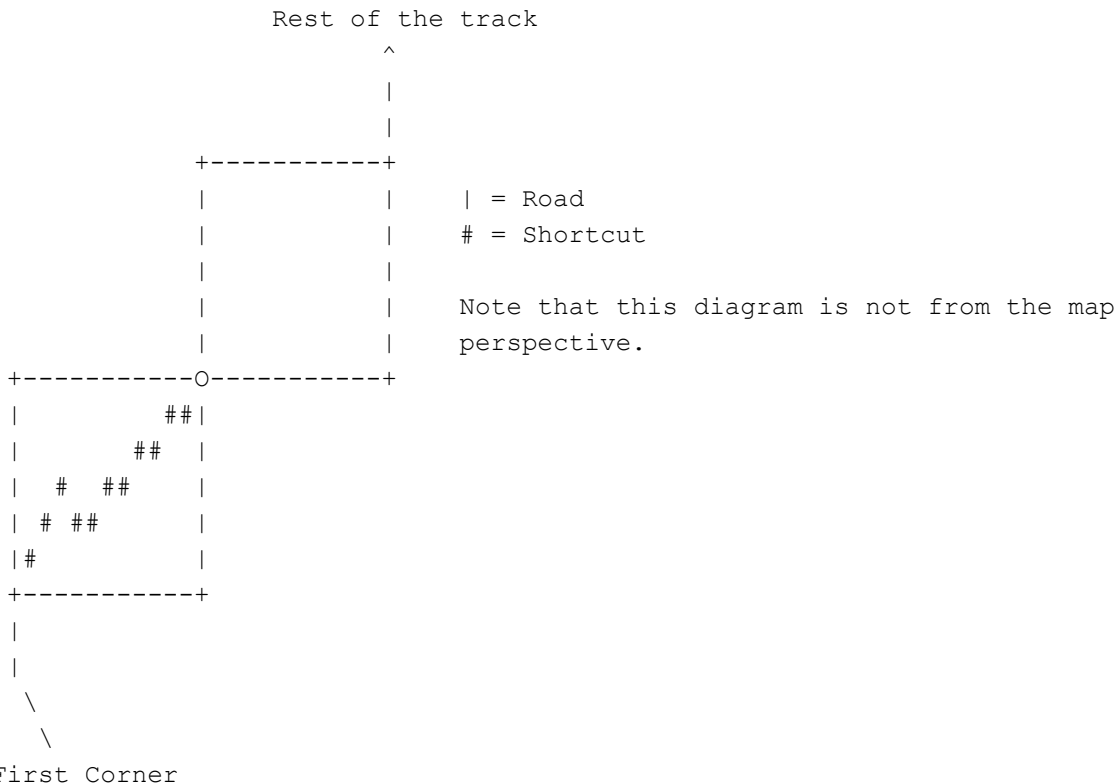 Rest of the track
^
|
|
+-----------+
| | | = Road
| | # = Shortcut
| |
| | Note that this diagram is not from the map
| | perspective.
+-----------O-----------+
| ##|
| ## |
| # ## |
| # ## |
|# |
+-----------+
|
|
\
\
First Corner